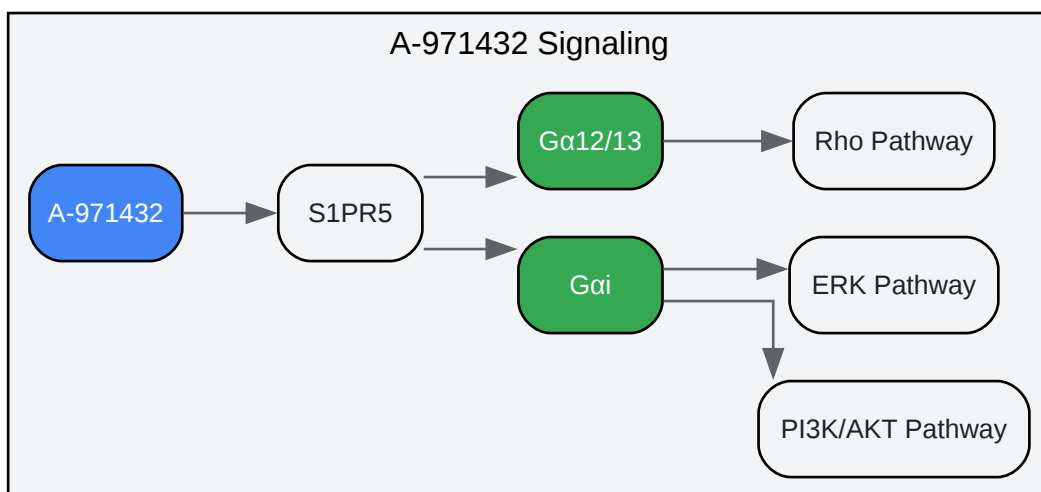 A-971432 Signaling
Gα12/13
Rho Pathway
A-971432
S1PR5
Gαi
ERK Pathway
PI3K/AKT Pathway